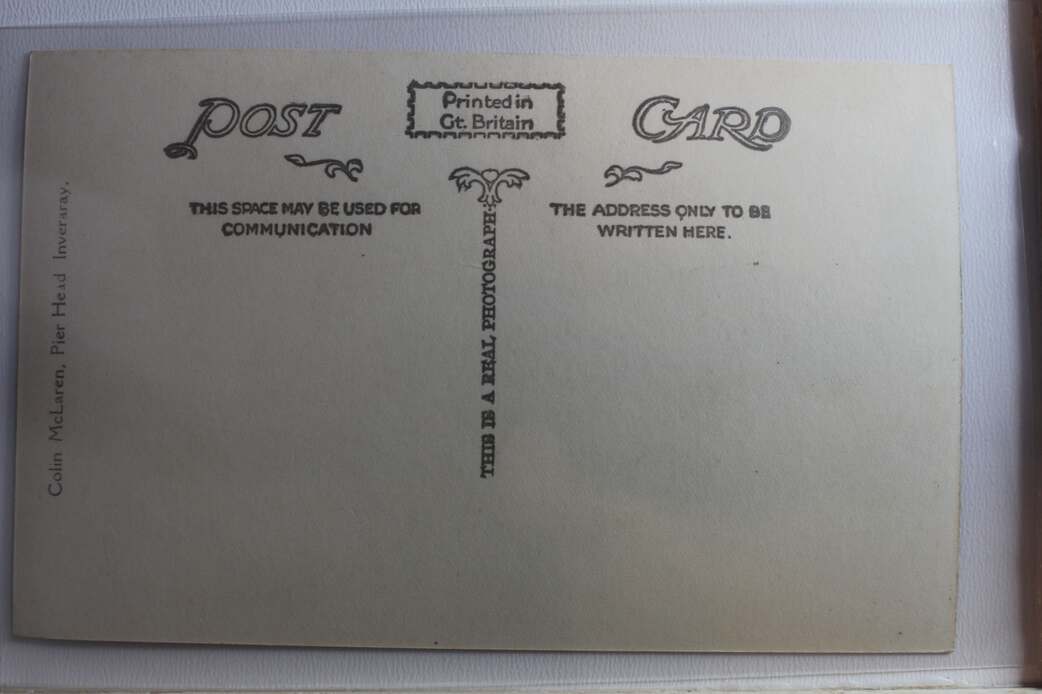 POST
Printed in
Gt. Britain
CARD
THIS SPACE MAY BE USED FOR
COMMUNICATION
THE ADDRESS ONLY TO BE
WRITTEN HERE.
THIS IS A REAL PHOTOGRAPH.
Colin McLaren, Pier Head Inveraray.